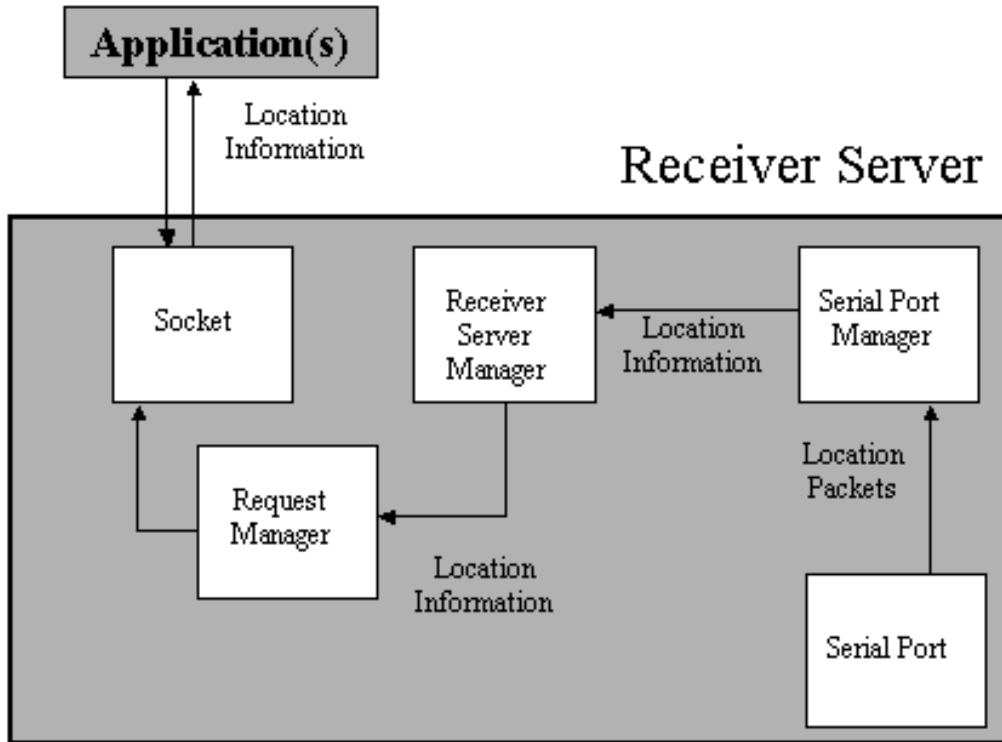 Application(s)
Location
Information
Receiver Server
Socket
Receiver
Server
Manager
Location
Information
Serial Port
Manager
Location
Packets
Request
Manager
Location
Information
Serial Port